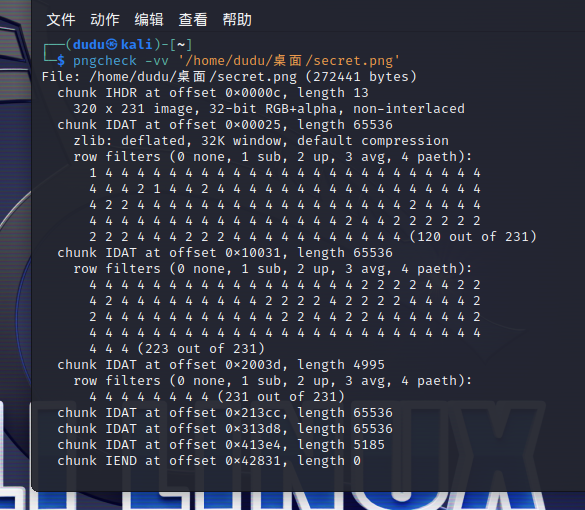 文件 动作 编辑 查看 帮助
┌──(dudu㉿kali)-[~]
└─$ pngcheck -vv '/home/dudu/桌面/secret.png'
File: /home/dudu/桌面/secret.png (272441 bytes)
chunk IHDR at offset 0×0000c, length 13
320 x 231 image, 32-bit RGB+alpha, non-interlaced
chunk IDAT at offset 0×00025, length 65536
zlib: deflated, 32K window, default compression
row filters (0 none, 1 sub, 2 up, 3 avg, 4 paeth):
1 4 4 4 4 4 4 4 4 4 4 4 4 4 4 4 4 4 4 4 4 4 4 4 4
4 4 4 2 1 4 4 2 4 4 4 4 4 4 4 4 4 4 4 4 4 4 4 4 4
4 2 2 4 4 4 4 4 4 4 4 4 4 4 4 4 4 4 4 4 2 4 4 4 4
4 4 4 4 4 4 4 4 4 4 4 4 4 4 4 4 2 4 4 2 2 2 2 2 2
2 2 2 4 4 4 2 2 2 4 4 4 4 4 4 4 4 4 4 4 (120 out of 231)
chunk IDAT at offset 0×10031, length 65536
row filters (0 none, 1 sub, 2 up, 3 avg, 4 paeth):
4 4 4 4 4 4 4 4 4 4 4 4 4 4 4 4 4 2 2 2 2 4 4 2 2
4 2 4 4 4 4 4 4 4 4 4 2 2 2 2 4 2 2 2 2 4 4 4 4 2
2 4 4 4 4 4 4 4 4 4 4 4 2 2 4 2 2 4 4 4 4 4 4 4 2
4 4 4 4 4 4 4 4 4 4 4 4 4 4 4 4 4 4 4 4 4 4 4 4 4
4 4 4 (223 out of 231)
chunk IDAT at offset 0×2003d, length 4995
row filters (0 none, 1 sub, 2 up, 3 avg, 4 paeth):
4 4 4 4 4 4 4 4 (231 out of 231)
chunk IDAT at offset 0×213cc, length 65536
chunk IDAT at offset 0×313d8, length 65536
chunk IDAT at offset 0×413e4, length 5185
chunk IEND at offset 0×42831, length 0